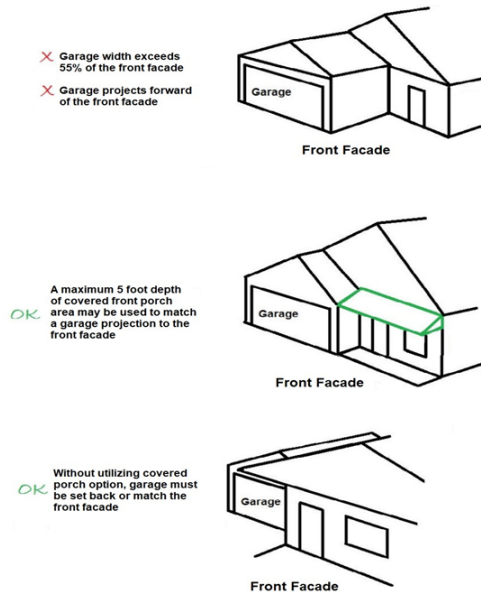 X Garage width exceeds
55% of the front facade
X Garage projects forward
of the front facade
Garage
Front Facade
OK
A maximum 5 foot depth
of covered front porch
area may be used to match
a garage projection to the
front facade
Garage
Front Facade
OK
Without utilizing covered
porch option, garage must
be set back or match the
front facade
Garage
Front Facade